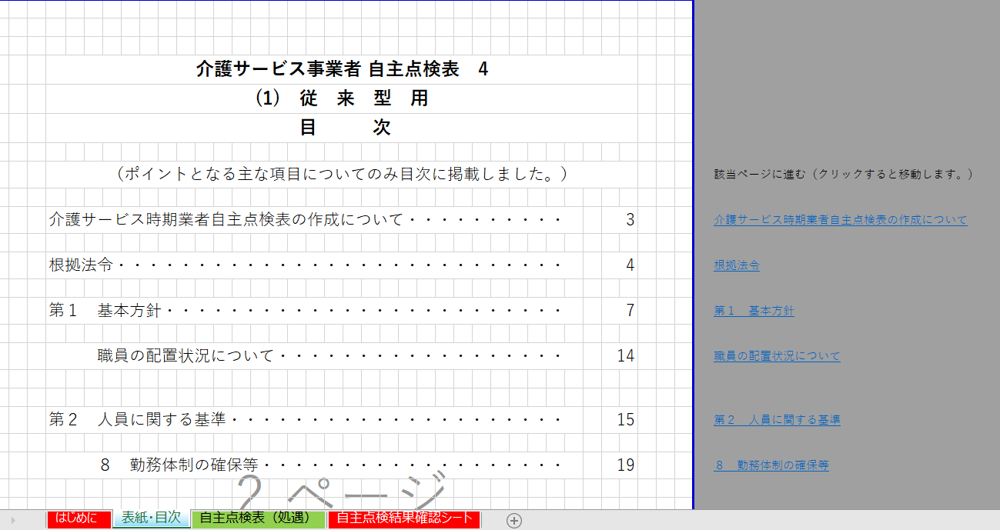 介護サービス事業者 自主点検表　4
(1)　従　来　型　用
目　　　次
（ポイントとなる主な項目についてのみ目次に掲載しました。）
該当ページに進む（クリックすると移動します。）
介護サービス時期業者自主点検表の作成について・・・・・・・・・・ 3
介護サービス時期業者自主点検表の作成について
根拠法令・・・・・・・・・・・・・・・・・・・・・・・・・・・・ 4
根拠法令
第１　基本方針・・・・・・・・・・・・・・・・・・・・・・・・・ 7
第１　基本方針
職員の配置状況について・・・・・・・・・・・・・・・・・・ 14
職員の配置状況について
第２　人員に関する基準・・・・・・・・・・・・・・・・・・・・・ 15
第２　人員に関する基準
８　勤務体制の確保等・・・・・・・・・・・・・・・・・・・ 19
８　勤務体制の確保等
2 ページ
はじめに 表紙・目次 自主点検表（処遇） 自主点検結果確認シート